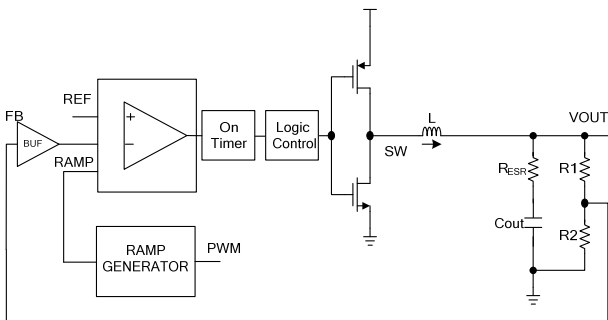 FB
BUF
REF
+
−
RAMP
On
Timer
Logic
Control
SW
L
VOUT
RESR
R1
Cout
R2
RAMP
GENERATOR
PWM